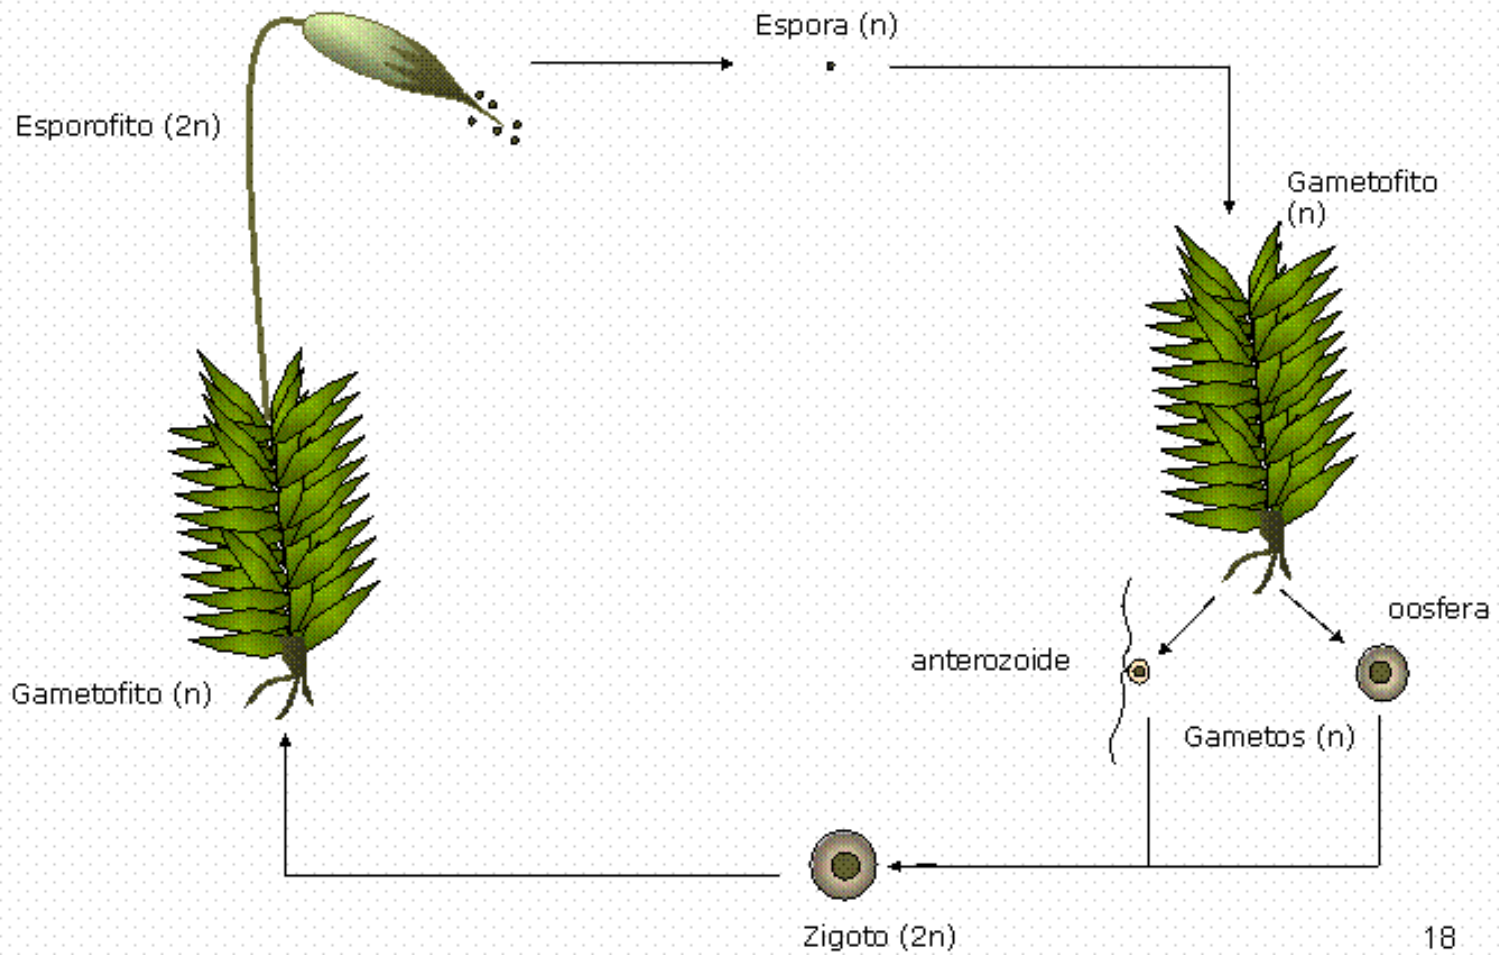 Espora (n)
Esporofito (2n)
Gametofito
(n)
oosfera
anterozoide
Gametofito (n)
Gametos (n)
Zigoto (2n)
18